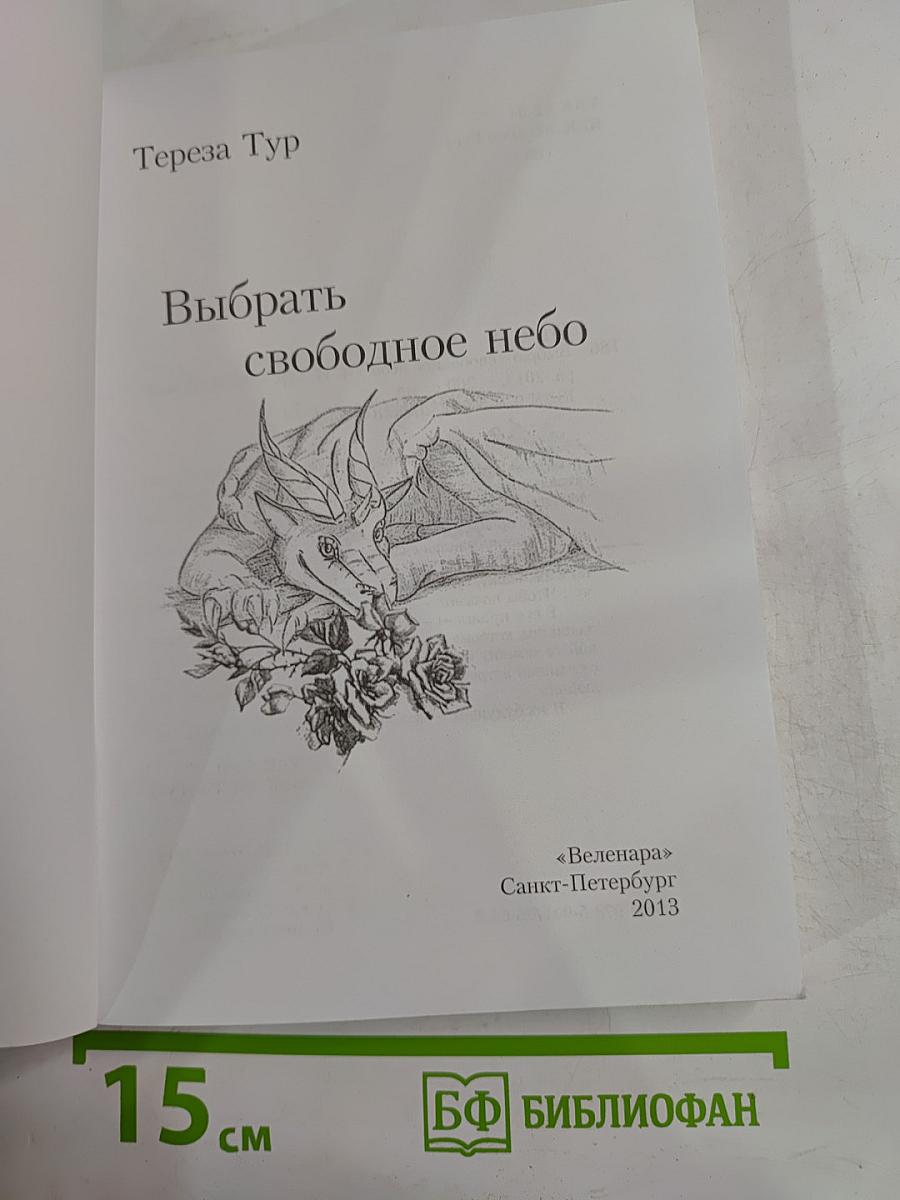 Тереза Тур
Выбрать
свободное небо
«Веленара»
Санкт-Петербург
2013
15 см
БФ БИБЛИОФАН